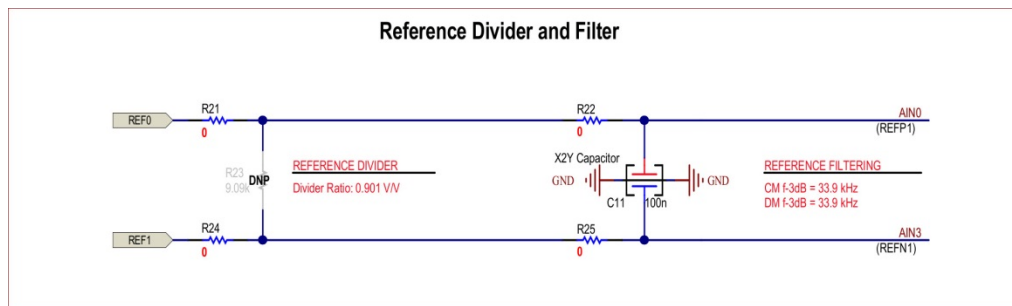 Reference Divider and Filter
REF0
R21
0
R22
0
AIN0
(REFP1)
R23
9.09k
DNP
REFERENCE DIVIDER
Divider Ratio: 0.901 V/V
X2Y Capacitor
GND
GND
C11
100n
REFERENCE FILTERING
CM f-3dB = 33.9 kHz
DM f-3dB = 33.9 kHz
REF1
R24
0
R25
0
AIN3
(REFN1)